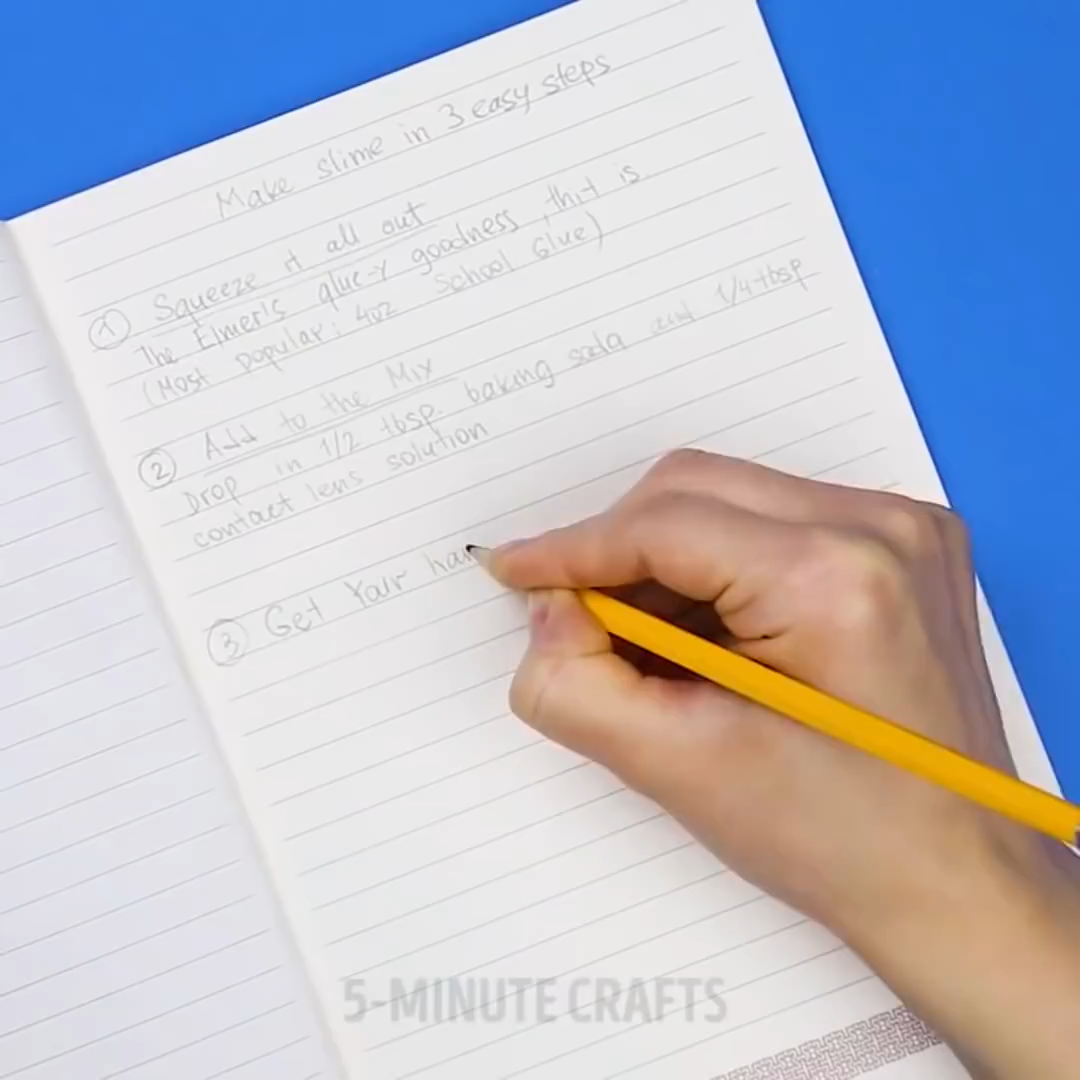 Make slime in 3 easy steps
① Squeeze it all out
The Elmer's glue-y goodness, that is
(Most popular: 4oz School Glue)
② Add to the Mix
Drop in 1/2 tbsp. baking soda and 1/4 tbsp
contact lens solution
③ Get Your han
5-MINUTE CRAFTS